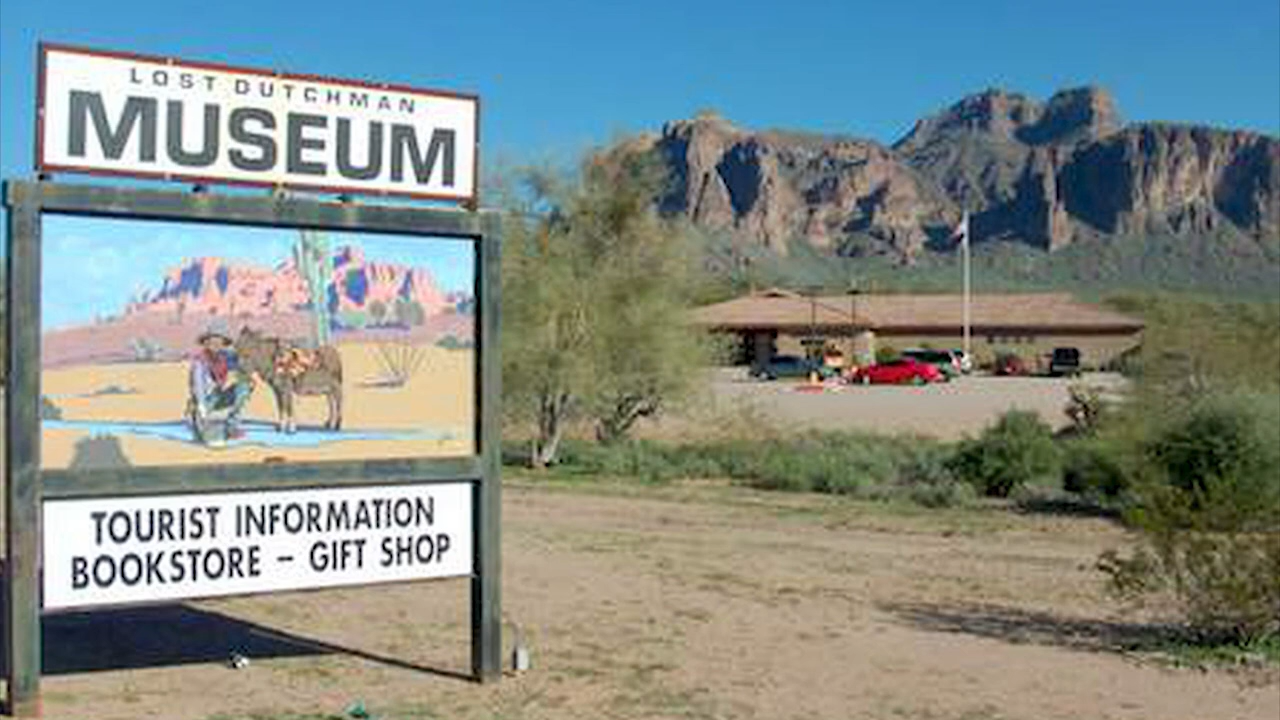 LOST DUTCHMAN
MUSEUM
TOURIST INFORMATION
BOOKSTORE – GIFT SHOP